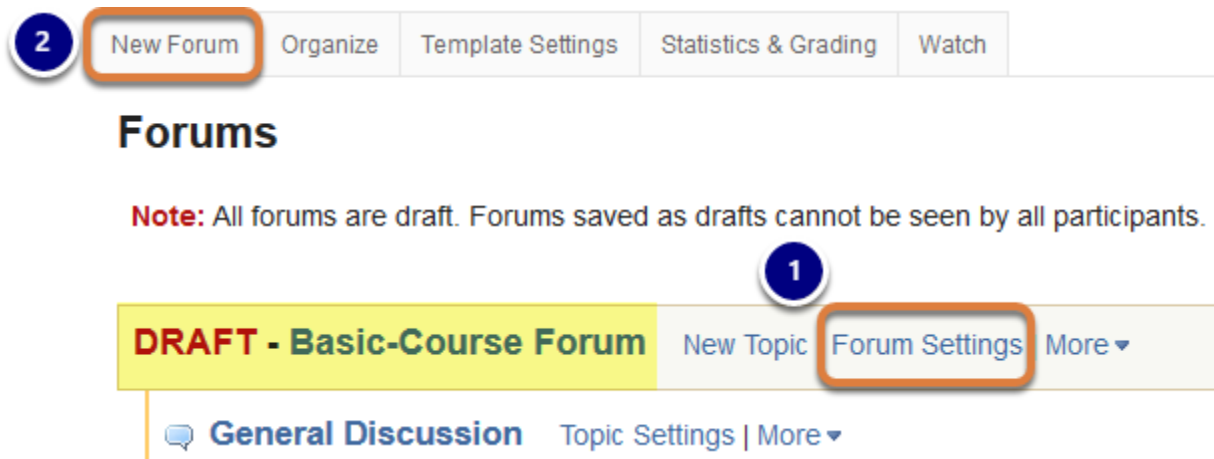 2 New Forum Organize Template Settings Statistics & Grading Watch
Forums
Note: All forums are draft. Forums saved as drafts cannot be seen by all participants.
1
DRAFT - Basic-Course Forum New Topic Forum Settings More
General Discussion Topic Settings | More